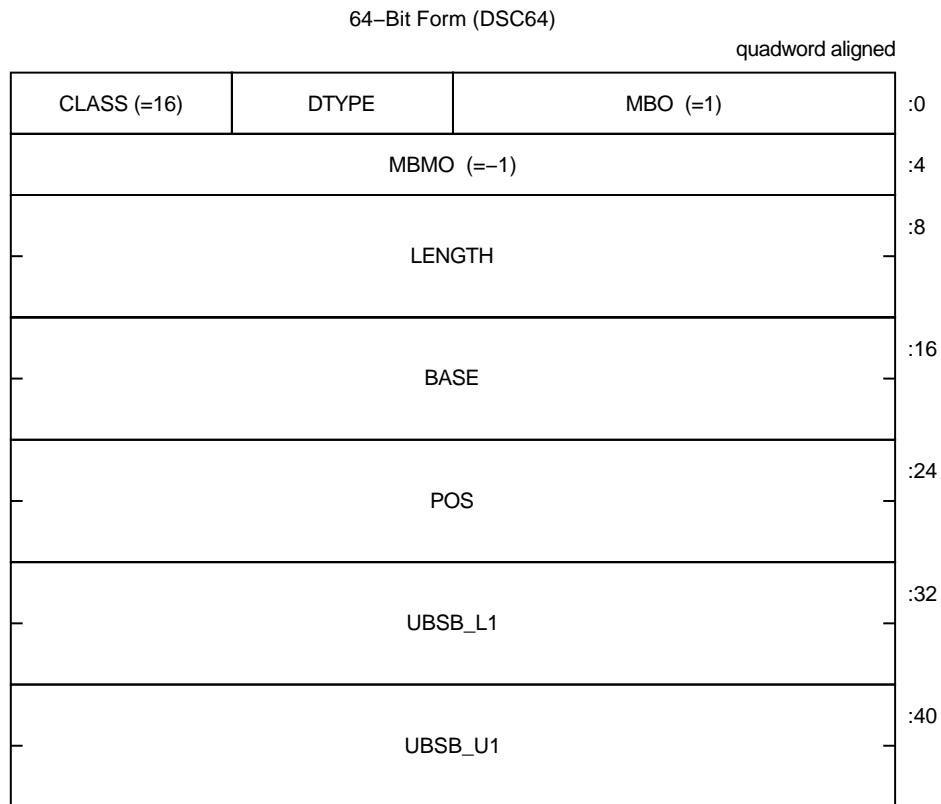 64−Bit Form (DSC64)
quadword aligned
CLASS (=16) DTYPE MBO (=1) :0
MBMO (=−1) :4
:8
LENGTH
:16
BASE
:24
POS
:32
UBSB_L1
:40
UBSB_U1